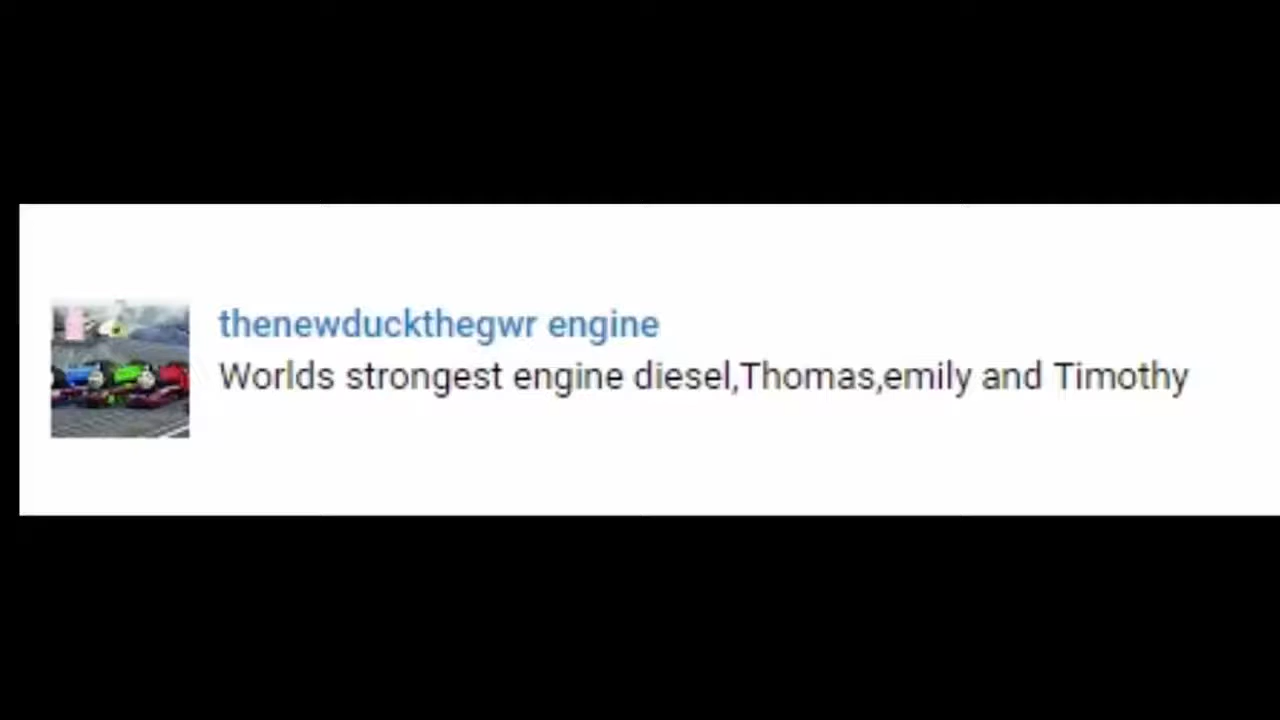 thenewduckthegwr engine
Worlds strongest engine diesel,Thomas,emily and Timothy